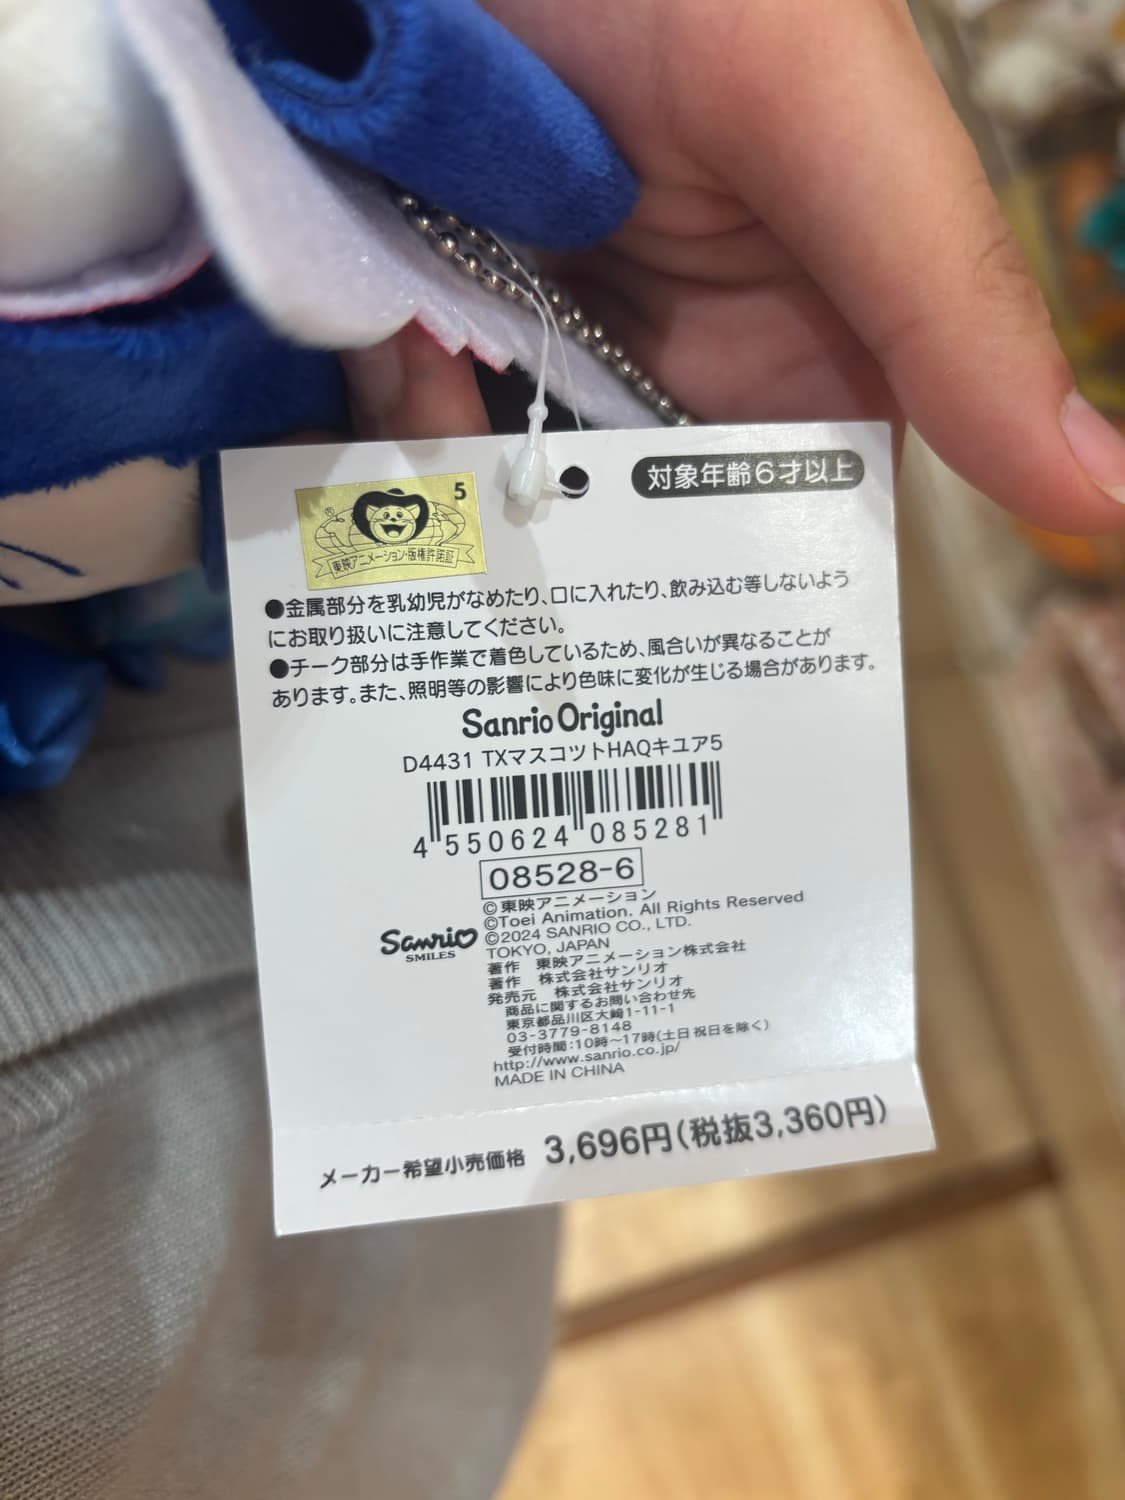 対象年齢6才以上
5
®
東映アニメーション・版権許諾証
●金属部分を乳幼児がなめたり、口に入れたり、飲み込む等しないよう
にお取り扱いに注意してください。
●チーク部分は手作業で着色しているため、風合いが異なることが
あります。また、照明等の影響により色味に変化が生じる場合があります。
Sanrio Original
D4431 TXマスコットHAQキユア5
4 550624 085281
08528-6
©東映アニメーション
©Toei Animation. All Rights Reserved
©2024 SANRIO CO., LTD.
TOKYO, JAPAN
Sanrio
SMILES
著作 東映アニメーション株式会社
著作 株式会社サンリオ
発売元 株式会社サンリオ
商品に関するお問い合わせ先
東京都品川区大崎1-11-1
03-3779-8148
受付時間:10時〜17時(土日祝日を除く)
http://www.sanrio.co.jp/
MADE IN CHINA
メーカー希望小売価格 3,696円(税抜3,360円)